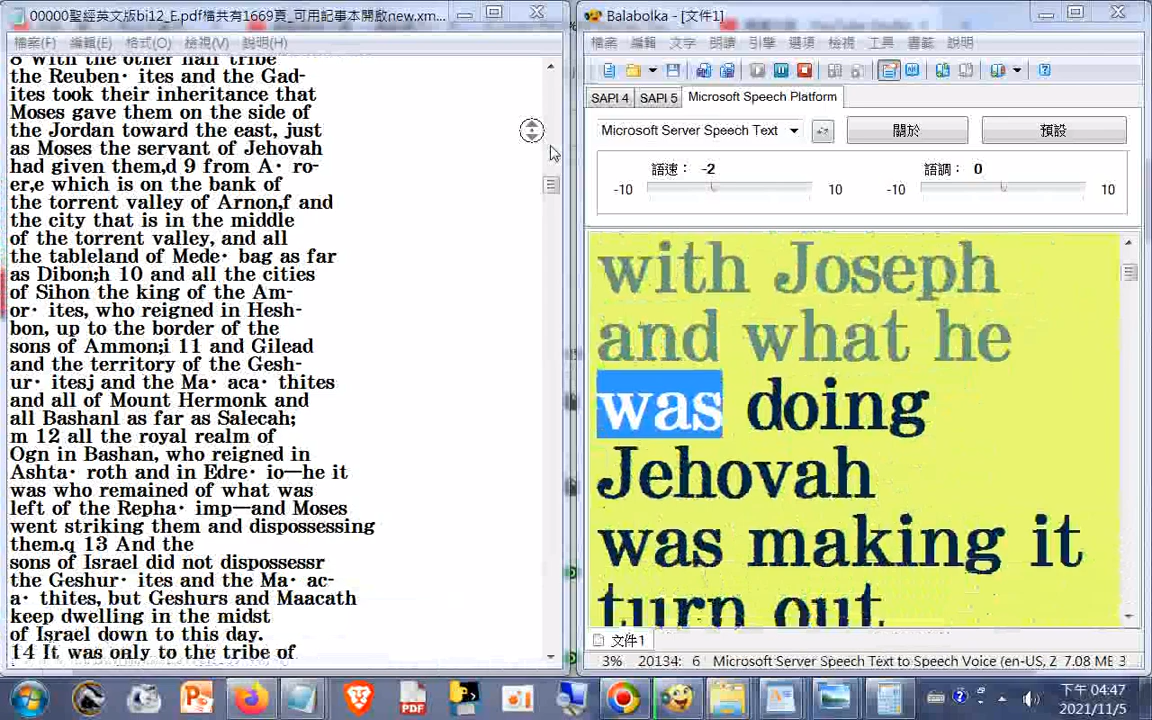 00000聖經英文版bi12_E.pdf檔共有1669頁_可用記事本開啟new.xm...
檔案(F) 編輯(E) 格式(O) 檢視(V) 說明(H)
8 With the other half tribe
the Reuben· ites and the Gad-
ites took their inheritance that
Moses gave them on the side of
the Jordan toward the east, just
as Moses the servant of Jehovah
had given them,d 9 from A· ro-
er,e which is on the bank of
the torrent valley of Arnon,f and
the city that is in the middle
of the torrent valley, and all
the tableland of Mede· bag as far
as Dibon;h 10 and all the cities
of Sihon the king of the Am-
or· ites, who reigned in Hesh-
bon, up to the border of the
sons of Ammon;i 11 and Gilead
and the territory of the Gesh-
ur· itesj and the Ma· aca· thites
and all of Mount Hermonk and
all Bashanl as far as Salecah;
m 12 all the royal realm of
Ogn in Bashan, who reigned in
Ashta· roth and in Edre· io—he it
was who remained of what was
left of the Repha· imp—and Moses
went striking them and dispossessing
them.q 13 And the
sons of Israel did not dispossessr
the Geshur· ites and the Ma· ac-
a· thites, but Geshurs and Maacath
keep dwelling in the midst
of Israel down to this day.
14 It was only to the tribe of
Balabolka - [文件1]
檔案 編輯 文字 朗讀 引擎 選項 檢視 工具 書籤 說明
SAPI 4 SAPI 5 Microsoft Speech Platform
Microsoft Server Speech Text 關於 預設
語速： -2 語調： 0
-10 10 -10 10
with Joseph
and what he
was doing
Jehovah
was making it
turn out
文件1
3% 20134: 6 Microsoft Server Speech Text to Speech Voice (en-US, Z 7.08 ME 3
下午 04:47
2021/11/5